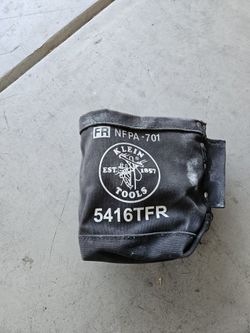 FR NFPA-701
KLEIN
EST. 1857
TOOLS
5416TFR